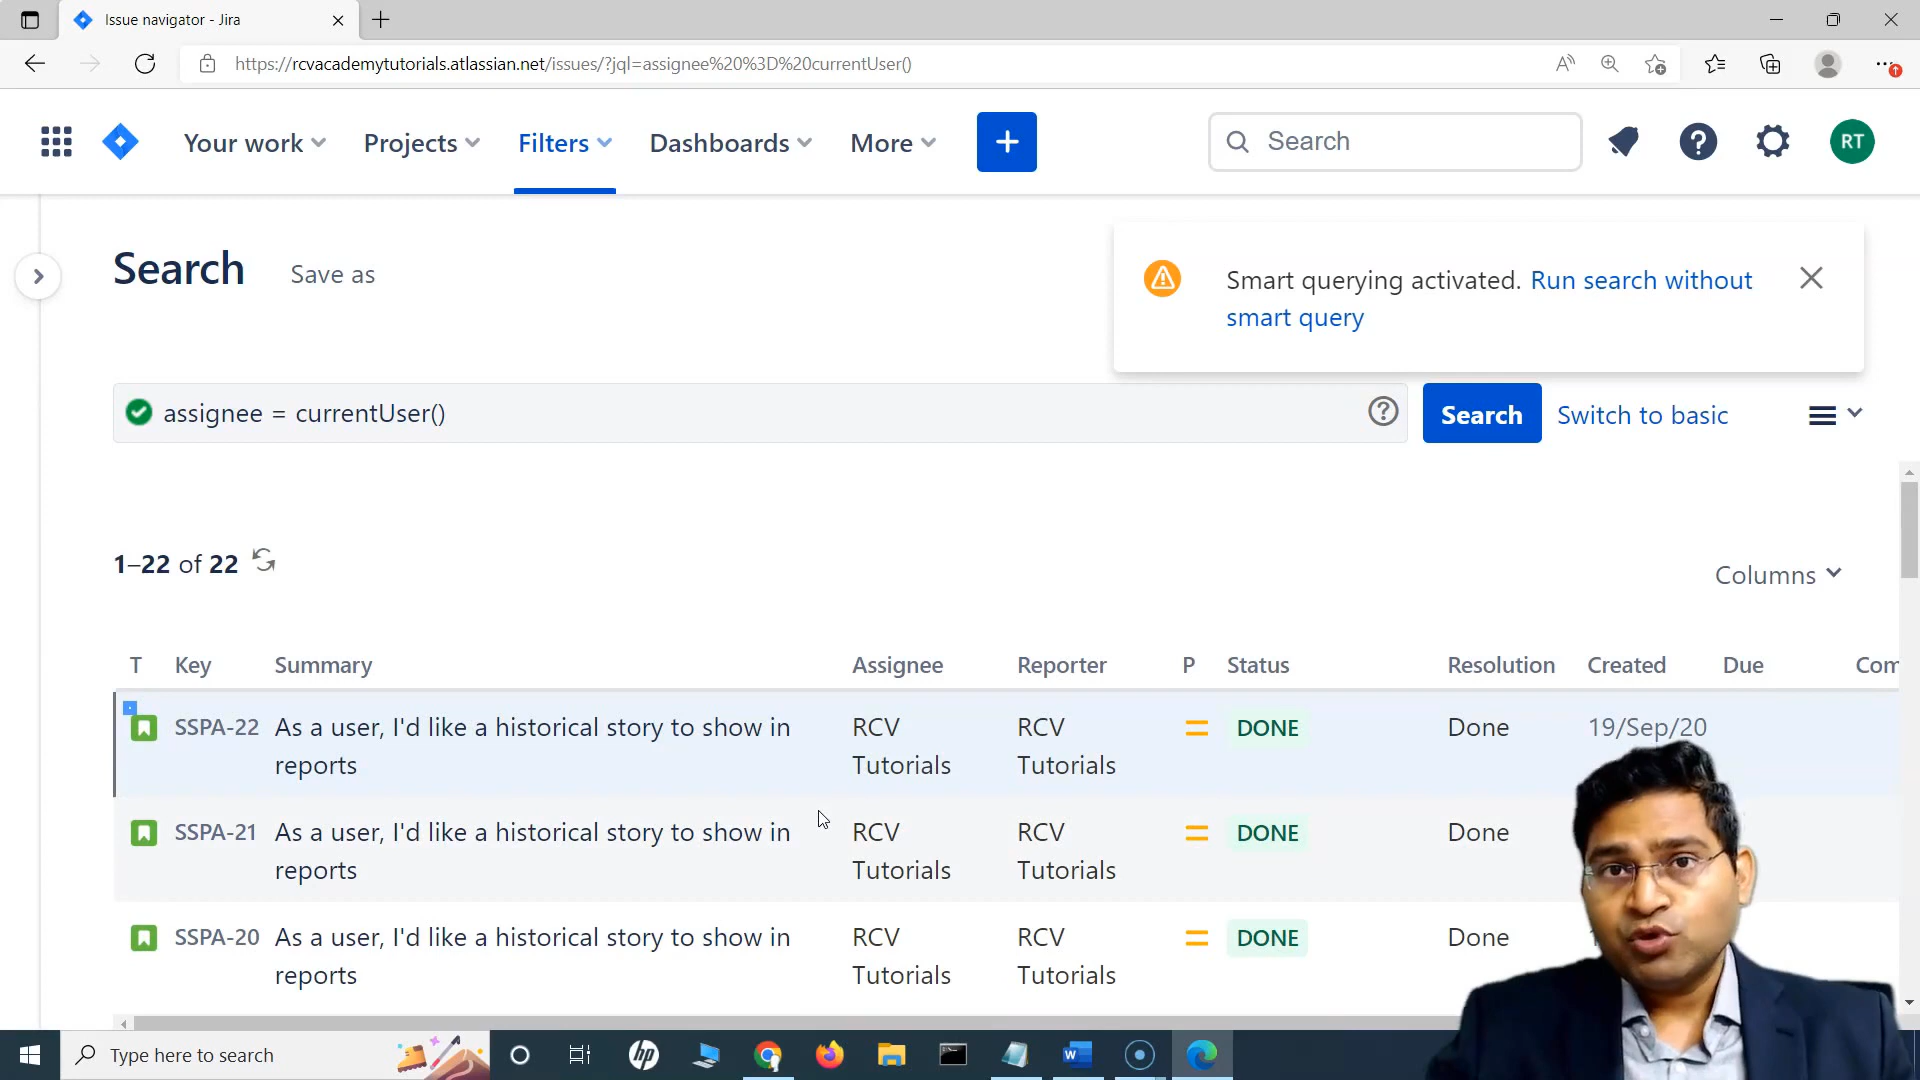 Issue navigator - Jira
https://rcvacademytutorials.atlassian.net/issues/?jql=assignee%20%3D%20currentUser()
Your work
Projects
Filters
Dashboards
More
Search
RT
Search
Save as
Smart querying activated. Run search without
smart query
assignee = currentUser()
Search
Switch to basic
1–22 of 22
Columns
T Key Summary Assignee Reporter P Status Resolution Created Due Com
SSPA-22 As a user, I'd like a historical story to show in RCV RCV DONE Done 19/Sep/20
reports Tutorials Tutorials
SSPA-21 As a user, I'd like a historical story to show in RCV RCV DONE Done
reports Tutorials Tutorials
SSPA-20 As a user, I'd like a historical story to show in RCV RCV DONE Done
reports Tutorials Tutorials
Type here to search
hp
W